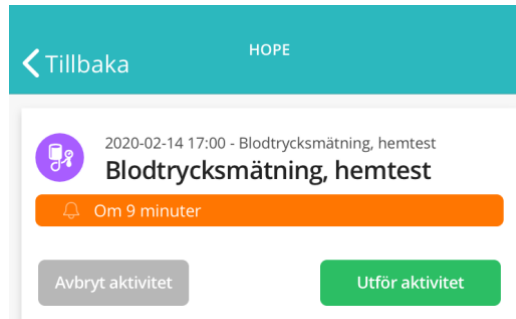 HOPE
Tillbaka
2020-02-14 17:00 - Blodtrycksmätning, hemtest
Blodtrycksmätning, hemtest
Om 9 minuter
Avbryt aktivitet
Utför aktivitet